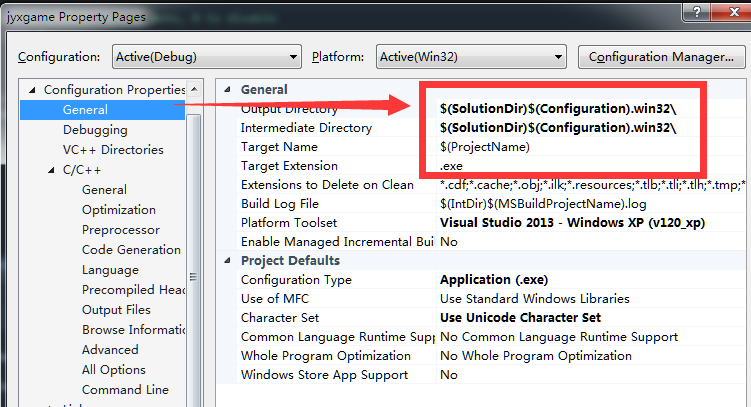 jyxgame Property Pages
Configuration: Active(Debug) Platform: Active(Win32) Configuration Manager...
Configuration Properties
General
Debugging
VC++ Directories
C/C++
General
Optimization
Preprocessor
Code Generation
Language
Precompiled Head
Output Files
Browse Informatio
Advanced
All Options
Command Line
General
Output Directory $(SolutionDir)$(Configuration).win32\
Intermediate Directory $(SolutionDir)$(Configuration).win32\
Target Name $(ProjectName)
Target Extension .exe
Extensions to Delete on Clean *.cdf;*.cache;*.obj;*.ilk;*.resources;*.tlb;*.tli;*.tlh;*.tmp;*
Build Log File $(IntDir)$(MSBuildProjectName).log
Platform Toolset Visual Studio 2013 - Windows XP (v120_xp)
Enable Managed Incremental Buil No
Project Defaults
Configuration Type Application (.exe)
Use of MFC Use Standard Windows Libraries
Character Set Use Unicode Character Set
Common Language Runtime Supp No Common Language Runtime Support
Whole Program Optimization No Whole Program Optimization
Windows Store App Support No